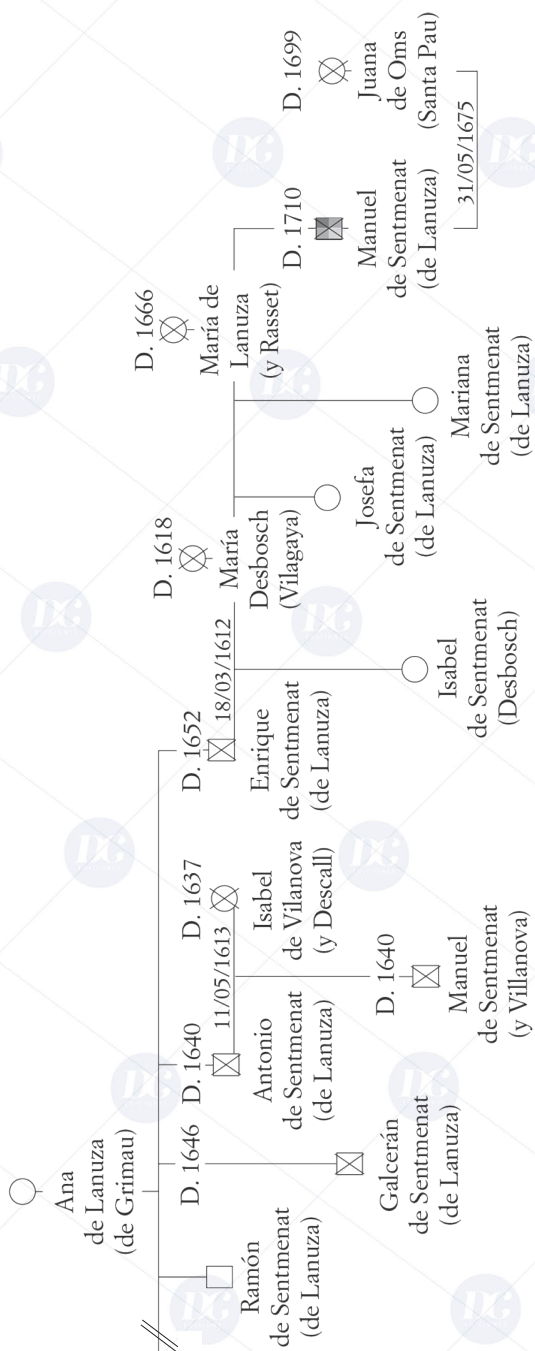 Ana
de Lanuza
(de Grimau)
Ramón
de Sentmenat
(de Lanuza)
D. 1646
Galcerán
de Sentmenat
(de Lanuza)
D. 1640
Antonio
de Sentmenat
(de Lanuza)
11/05/1613
D. 1637
Isabel
de Vilanova
(y Descall)
D. 1640
Manuel
de Sentmenat
(y Villanova)
D. 1652
Enrique
de Sentmenat
(de Lanuza)
18/03/1612
D. 1618
María
Desbosch
(Vilagaya)
Isabel
de Sentmenat
(Desbosch)
D. 1666
María de
Lanuza
(y Rasset)
Josefa
de Sentmenat
(de Lanuza)
Mariana
de Sentmenat
(de Lanuza)
D. 1710
Manuel
de Sentmenat
(de Lanuza)
31/05/1675
D. 1699
Juana
de Oms
(Santa Pau)